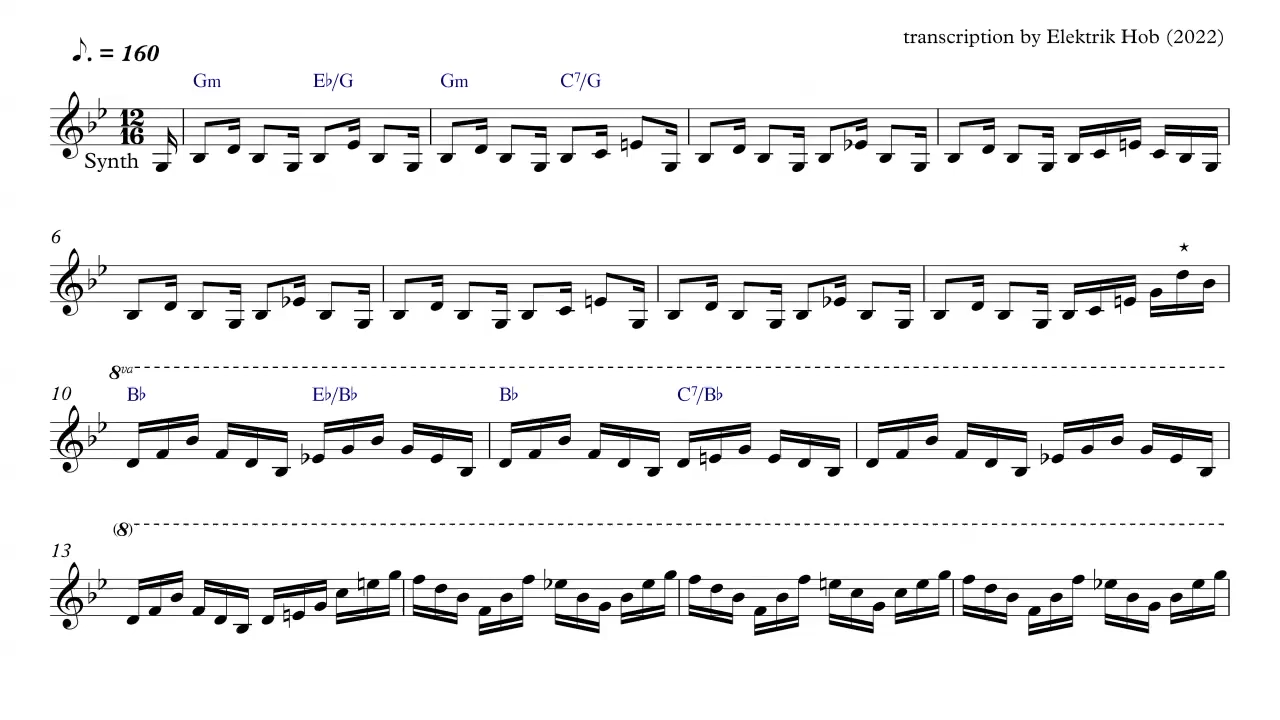 transcription by Elektrik Hob (2022)
♪. = 160
Gm E♭/G Gm C7/G
12
16
Synth
6
★
8va
10 B♭ E♭/B♭ B♭ C7/B♭
(8)
13